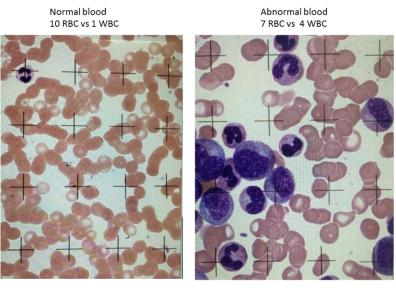 Normal blood
10 RBC vs 1 WBC
Abnormal blood
7 RBC vs 4 WBC